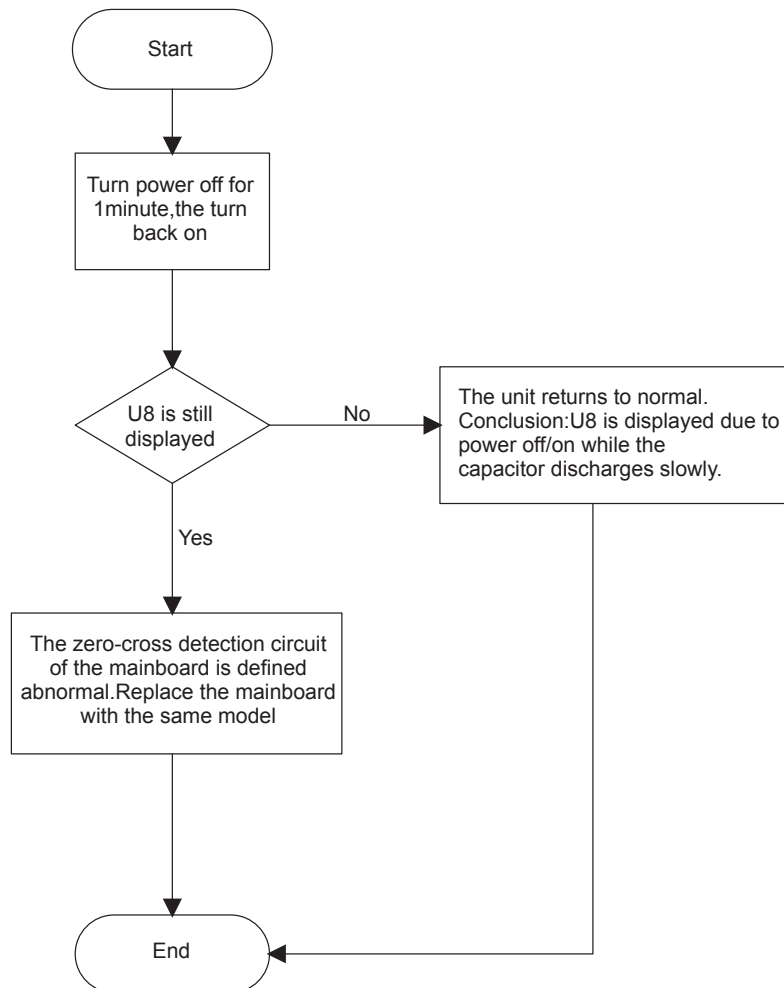 Start
Turn power off for
1minute,the turn
back on
U8 is still
displayed
No
The unit returns to normal.
Conclusion:U8 is displayed due to
power off/on while the
capacitor discharges slowly.
Yes
The zero-cross detection circuit
of the mainboard is defined
abnormal.Replace the mainboard
with the same model
End